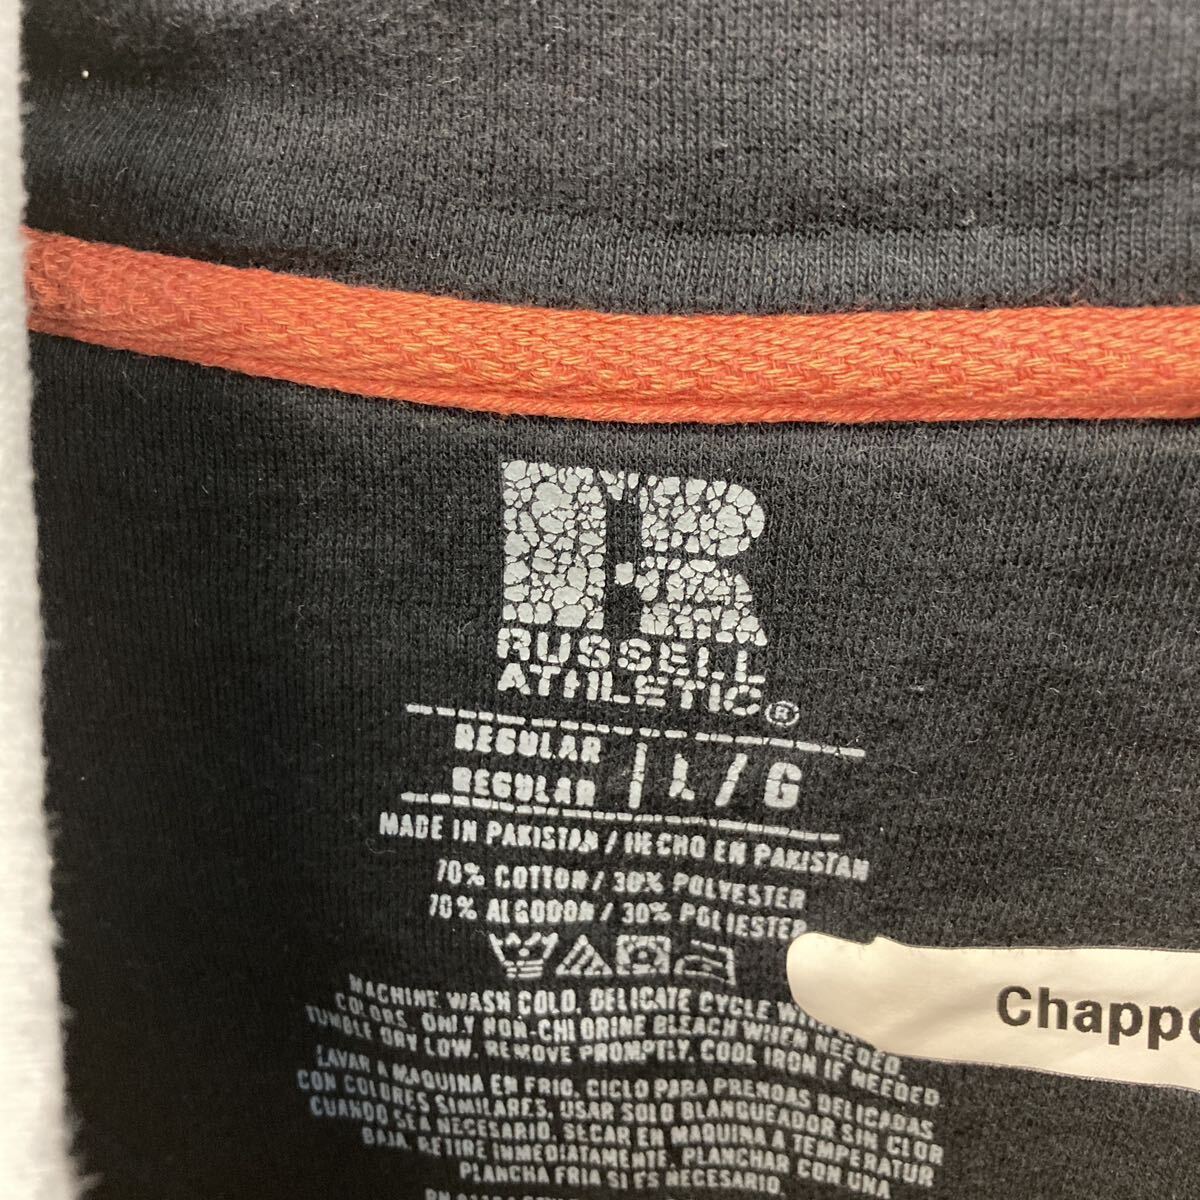 R
RUSSELL
ATHLETIC®
REGULAR
REGULAR | L / G
MADE IN PAKISTAN / HECHO EN PAKISTAN
70% COTTON / 30% POLYESTER
70% ALGODON / 30% POLIESTER
MACHINE WASH COLD, DELICATE CYCLE
COLORS. ONLY NON-CHLORINE BLEACH WHEN NEEDED.
TUMBLE DRY LOW. REMOVE PROMPTLY. COOL IRON IF NEEDED.
LAVAR A MAQUINA EN FRIO, CICLO PARA PRENDAS DELICADAS
CON COLORES SIMILARES, USAR SOLO BLANQUEADOR SIN CLOR
CUANDO SEA NECESARIO. SECAR EN MAQUINA A TEMPERATUR
BAJA. RETIRE INMEDIATAMENTE. PLANCHAR CON UNA
PLANCHA FRIA SI ES NECESARIO.
Chapp